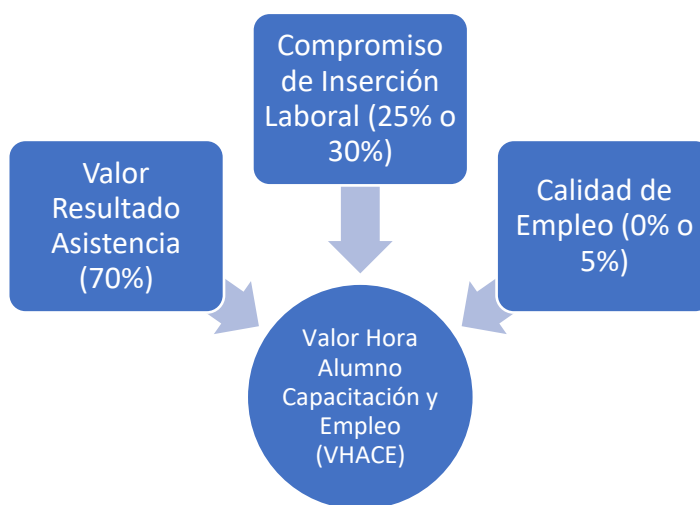 Compromiso
de Inserción
Laboral (25% o
30%)
Valor
Resultado
Asistencia
(70%)
Calidad de
Empleo (0% o
5%)
Valor Hora
Alumno
Capacitación y
Empleo
(VHACE)